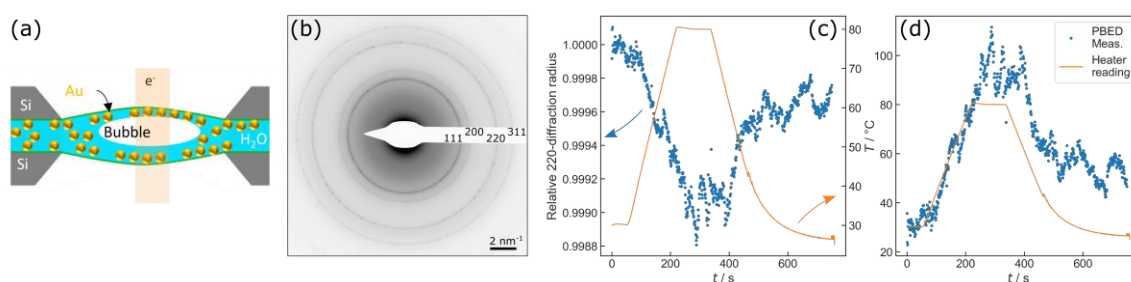 (a)
e⁻
Au
Si
Bubble
H₂O
Si
(b)
111 200 220 311
2 nm⁻¹
(c)
Relative 220-diffraction radius
1.0000
0.9998
0.9996
0.9994
0.9992
0.9990
0.9988
80
70
60
50
40
30
T / °C
0 200 400 600
t / s
(d)
PBED
Meas.
Heater
reading
100
80
60
40
20
0 200 400 600
t / s